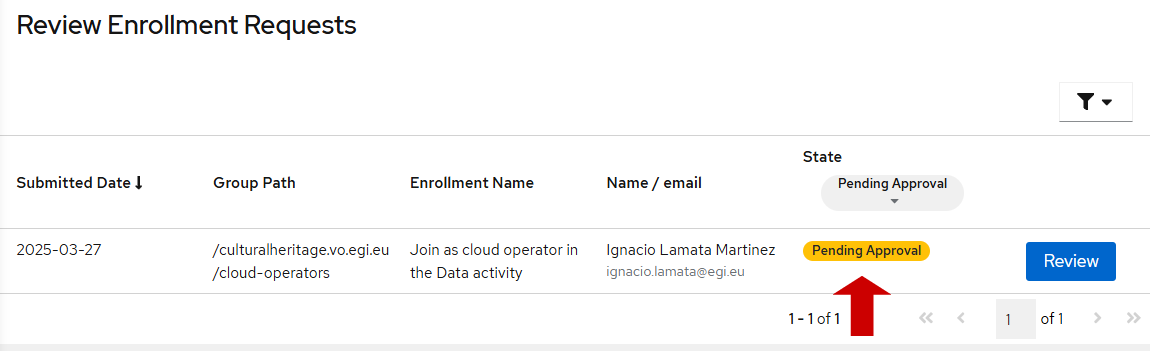 Review Enrollment Requests
State
Submitted Date
Group Path
Enrollment Name
Name / email
Pending Approval
2025-03-27
/culturalheritage.vo.egi.eu
/cloud-operators
Join as cloud operator in
the Data activity
Ignacio Lamata Martinez
ignacio.lamata@egi.eu
Pending Approval
Review
1 - 1 of 1
1
of 1